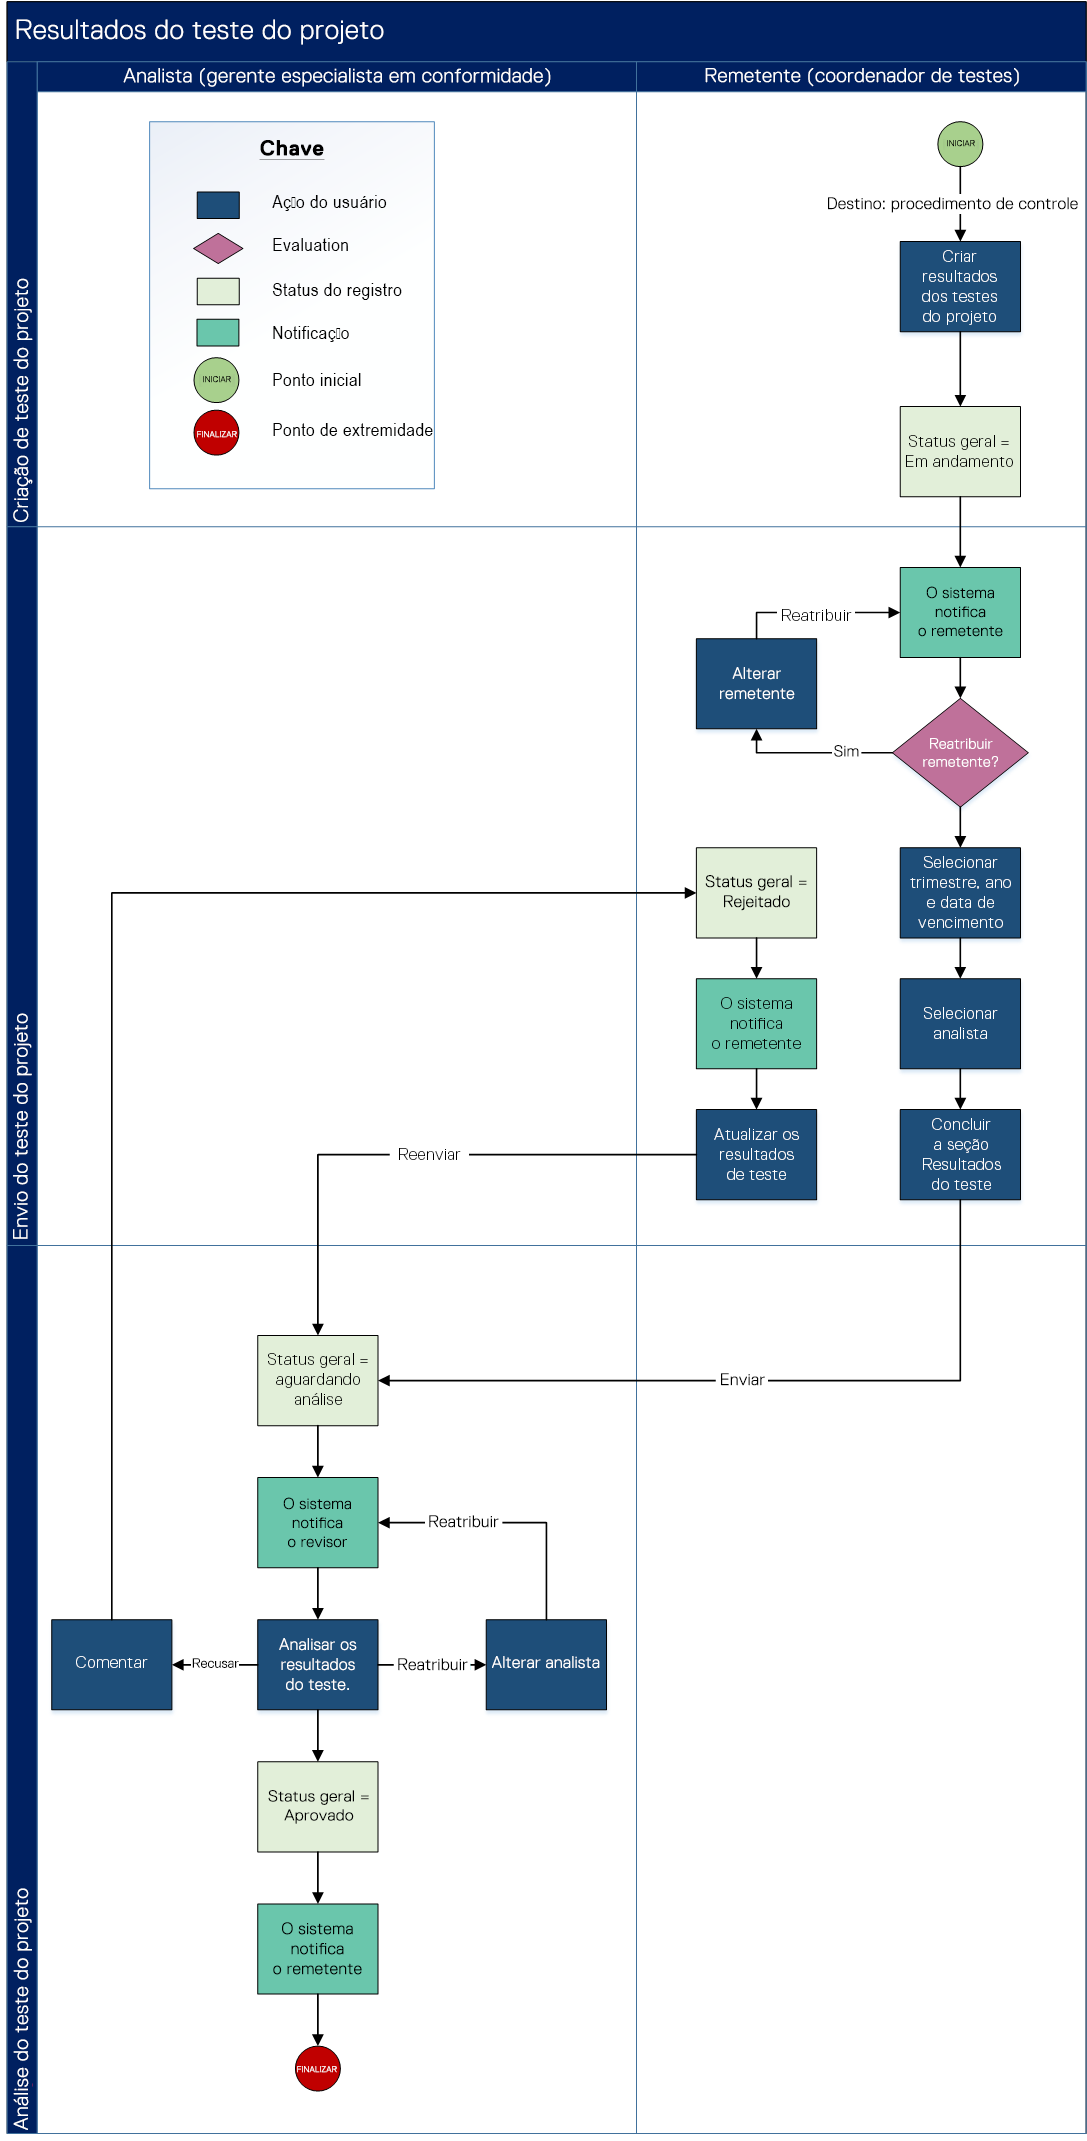 Resultados do teste do projeto
Analista (gerente especialista em conformidade)
Remetente (coordenador de testes)
Criação de teste do projeto
Chave
Ação do usuário
Evaluation
Status do registro
Notificação
INICIAR
Ponto inicial
FINALIZAR
Ponto de extremidade
INICIAR
Destino: procedimento de controle
Criar
resultados
dos testes
do projeto
Status geral =
Em andamento
Envio do teste do projeto
O sistema
notifica
o remetente
Reatribuir
Alterar
remetente
Sim
Reatribuir
remetente?
Selecionar
trimestre, ano
e data de
vencimento
Selecionar
analista
Concluir
a seção
Resultados
do teste
Status geral =
Rejeitado
O sistema
notifica
o remetente
Atualizar os
resultados
de teste
Reenviar
Enviar
Análise do teste do projeto
Status geral =
aguardando
análise
O sistema
notifica
o revisor
Reatribuir
Comentar
Recusar
Analisar os
resultados
do teste.
Reatribuir
Alterar analista
Status geral =
Aprovado
O sistema
notifica
o remetente
FINALIZAR